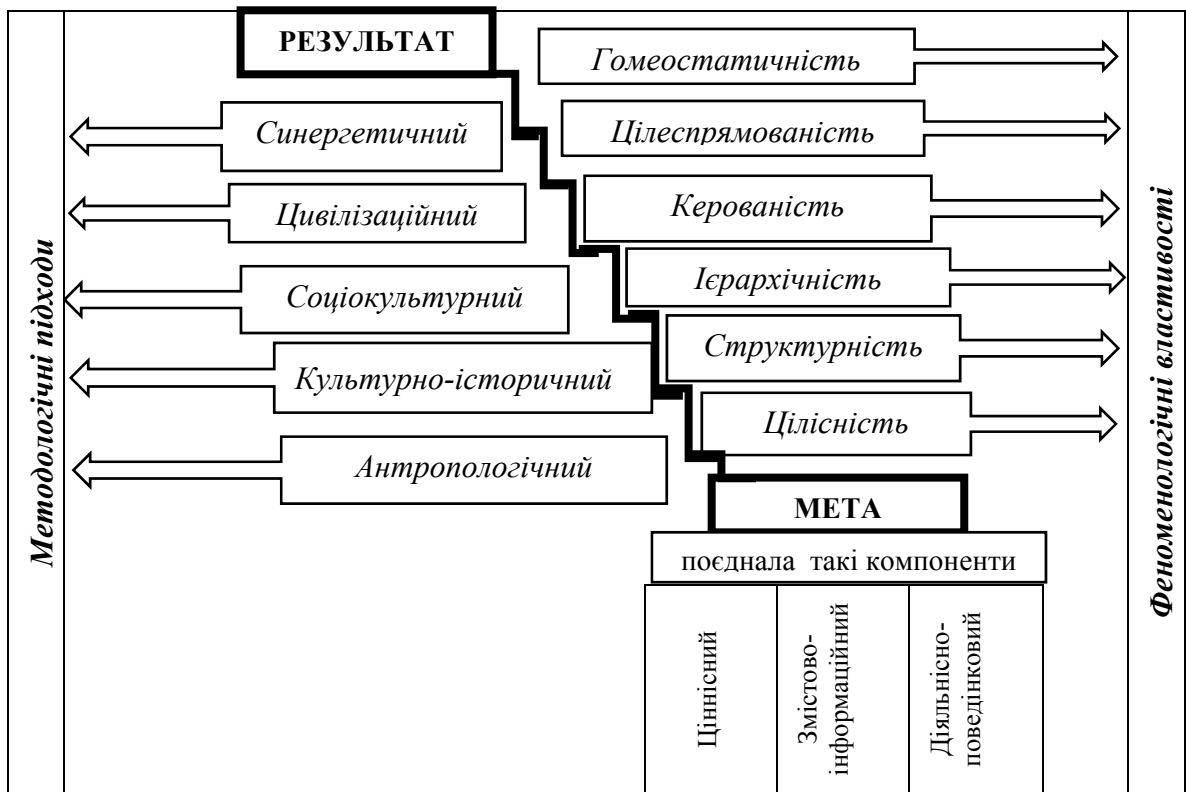 РЕЗУЛЬТАТ
Гомеостатичність
Синергетичний
Цілеспрямованість
Цивілізаційний
Керованість
Соціокультурний
Ієрархічність
Культурно-історичний
Структурність
Антропологічний
Цілісність
Методологічні підходи
Феноменологічні властивості
МЕТА
поєднала такі компоненти
Ціннісний
Змістово-
інформаційний
Діяльнісно-
поведінковий